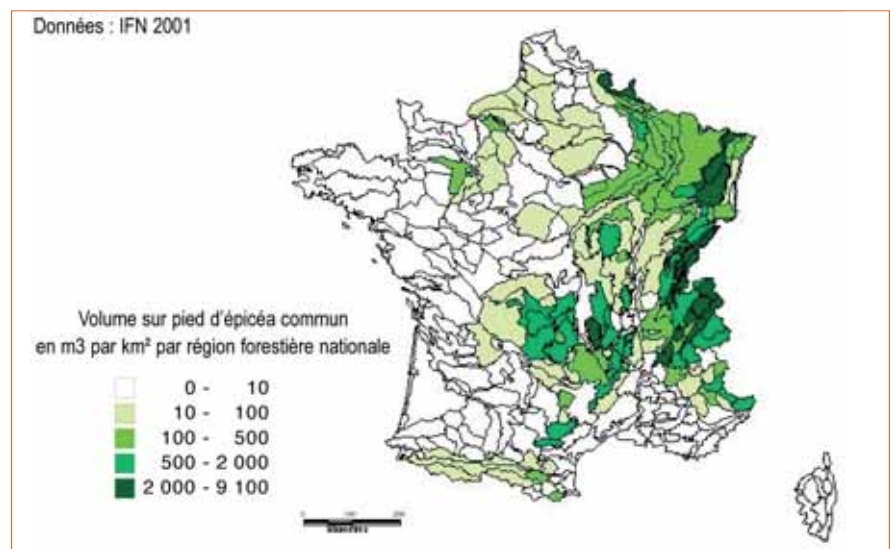 Données : IFN 2001
Volume sur pied d'épicéa commun
en m3 par km² par région forestière nationale
0 - 10
10 - 100
100 - 500
500 - 2 000
2 000 - 9 100